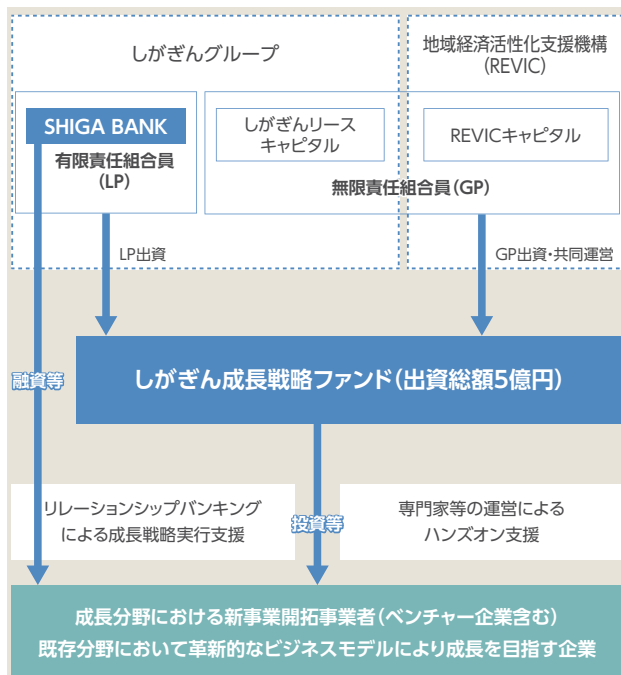 しがぎんグループ
地域経済活性化支援機構
(REVIC)
SHIGA BANK
有限責任組合員
(LP)
しがぎんリース
キャピタル
REVICキャピタル
無限責任組合員(GP)
LP出資
GP出資・共同運営
融資等
しがぎん成長戦略ファンド(出資総額5億円)
リレーションシップバンキング
による成長戦略実行支援
投資等
専門家等の運営による
ハンズオン支援
成長分野における新事業開拓事業者(ベンチャー企業含む)
既存分野において革新的なビジネスモデルにより成長を目指す企業